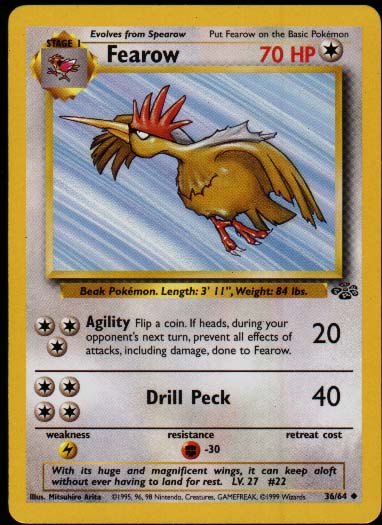 Evolves from Spearow Put Fearow on the Basic Pokémon
STAGE 1
Fearow 70 HP
Beak Pokémon. Length: 3' 11", Weight: 84 lbs.
Agility Flip a coin. If heads, during your
opponent's next turn, prevent all effects of
attacks, including damage, done to Fearow.
20
Drill Peck 40
weakness resistance retreat cost
-30
With its huge and magnificent wings, it can keep aloft
without ever having to land for rest. LV. 27 #22
Illus. Mitsuhiro Arita ©1995, 96, 98 Nintendo, Creatures, GAMEFREAK. ©1999 Wizards. 36/64